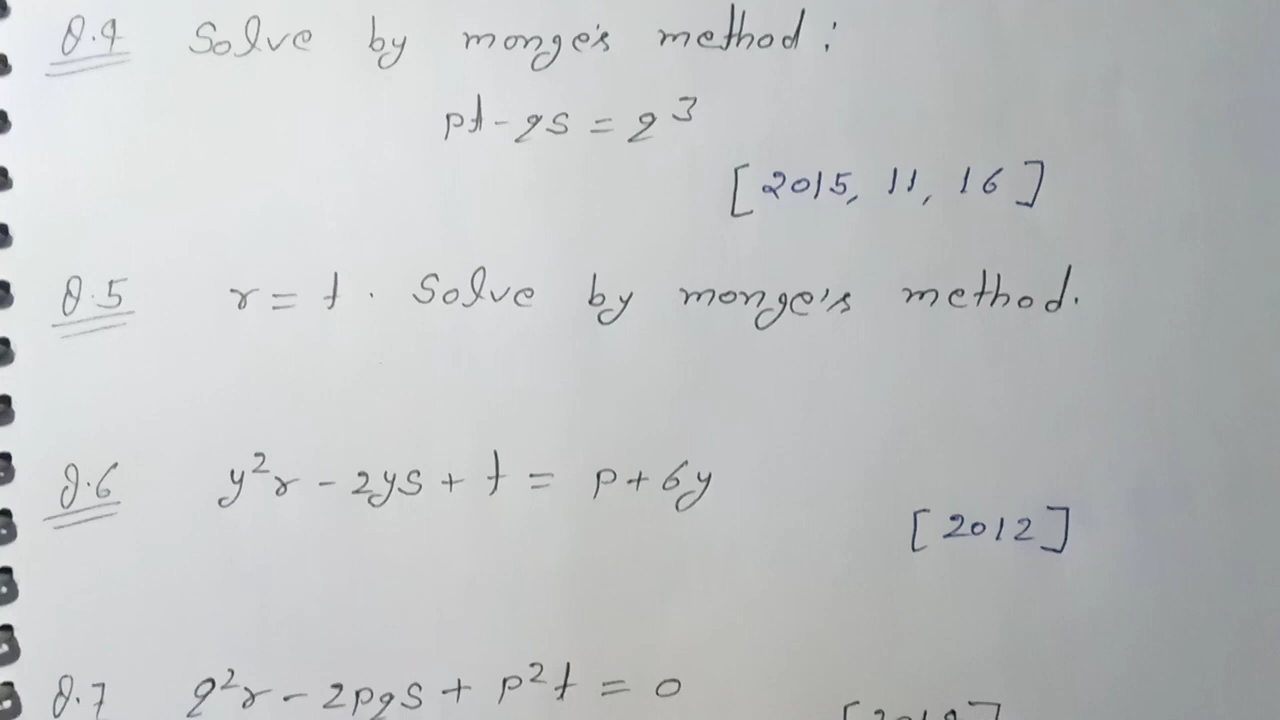 Q.4 Solve by monge's method :
pt - qs = q³
[2015, 11, 16]
Q.5 r = t . Solve by monge's method.
Q.6 y²r - 2ys + t = p + 6y
[2012]
Q.7 q²r - 2pqs + p²t = 0